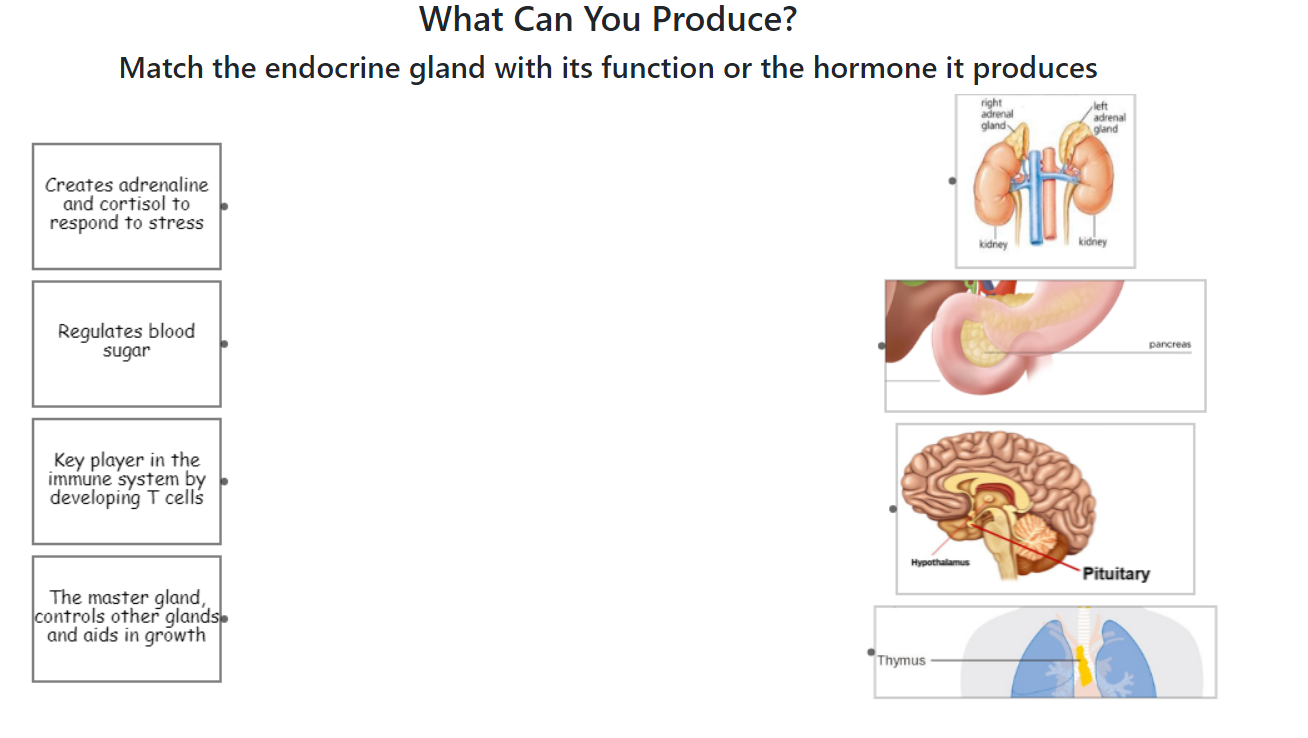 What Can You Produce?
Match the endocrine gland with its function or the hormone it produces
Creates adrenaline
and cortisol to
respond to stress
Regulates blood
sugar
Key player in the
immune system by
developing T cells
The master gland,
controls other glands
and aids in growth
right
adrenal
gland
left
adrenal
gland
kidney
kidney
pancreas
Hypothalamus
Pituitary
Thymus